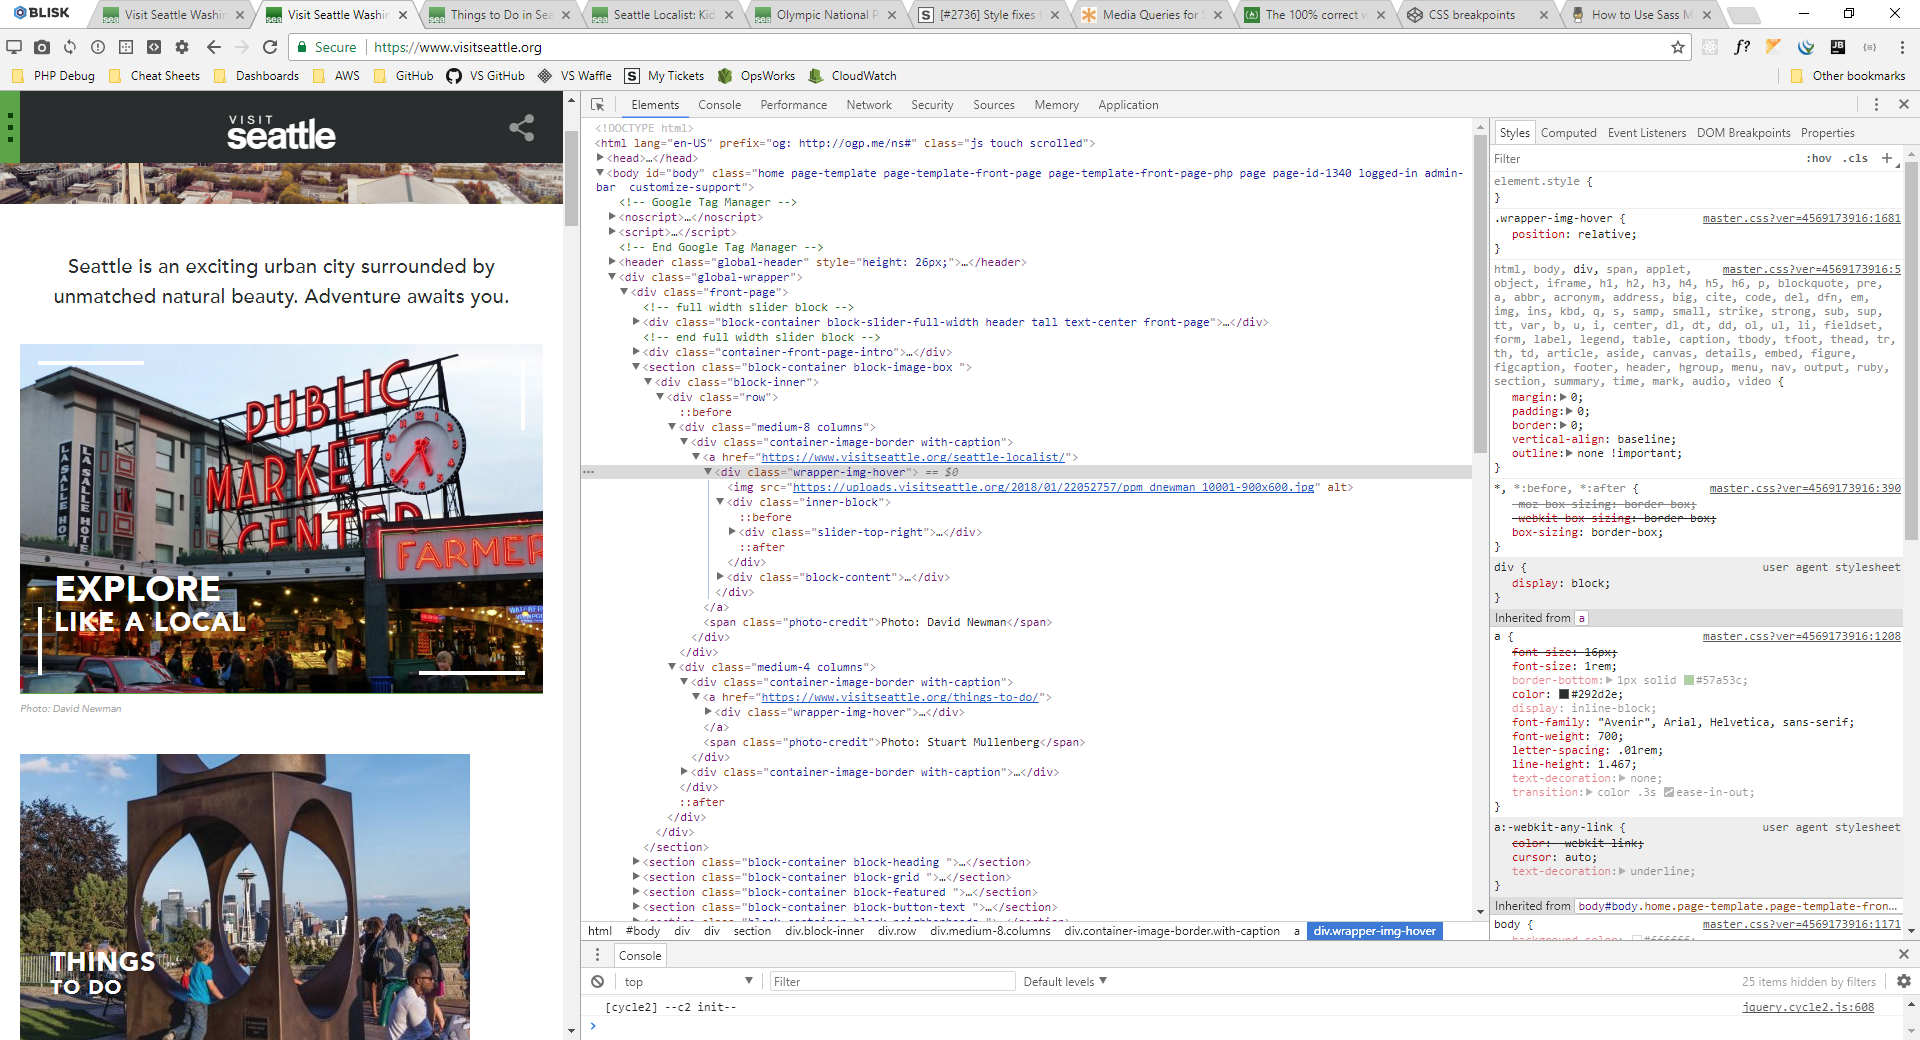 BLISK
Visit Seattle Washin
Visit Seattle Washin
Things to Do in Sea
Seattle Localist: Kid
Olympic National P
[#2736] Style fixes
Media Queries for S
The 100% correct w
CSS breakpoints
How to Use Sass M
Secure
https://www.visitseattle.org
PHP Debug
Cheat Sheets
Dashboards
AWS
GitHub
VS GitHub
VS Waffle
My Tickets
OpsWorks
CloudWatch
Other bookmarks
VISIT
seattle
Seattle is an exciting urban city surrounded by
unmatched natural beauty. Adventure awaits you.
PUBLIC
MARKET
CENTER
FARMER
LA SALLE HOTEL
LA SALLE HOTE
EXPLORE
LIKE A LOCAL
Photo: David Newman
THINGS
TO DO
Elements Console Performance Network Security Sources Memory Application
<!DOCTYPE html>
<html lang="en-US" prefix="og: http://ogp.me/ns#" class="js touch scrolled">
<head>…</head>
<body id="body" class="home page-template page-template-front-page page-template-front-page-php page page-id-1340 logged-in admin-
bar customize-support">
<!-- Google Tag Manager -->
<noscript>…</noscript>
<script>…</script>
<!-- End Google Tag Manager -->
<header class="global-header" style="height: 26px;">…</header>
<div class="global-wrapper">
<div class="front-page">
<!-- full width slider block -->
<div class="block-container block-slider-full-width header tall text-center front-page">…</div>
<!-- end full width slider block -->
<div class="container-front-page-intro">…</div>
<section class="block-container block-image-box ">
<div class="block-inner">
<div class="row">
::before
<div class="medium-8 columns">
<div class="container-image-border with-caption">
<a href="https://www.visitseattle.org/seattle-localist/">
<div class="wrapper-img-hover"> == $0
<img src="https://uploads.visitseattle.org/2018/01/22052757/ppm_dnewman_10001-900x600.jpg" alt>
<div class="inner-block">
::before
<div class="slider-top-right">…</div>
::after
</div>
<div class="block-content">…</div>
</div>
</a>
<span class="photo-credit">Photo: David Newman</span>
</div>
</div>
<div class="medium-4 columns">
<div class="container-image-border with-caption">
<a href="https://www.visitseattle.org/things-to-do/">
<div class="wrapper-img-hover">…</div>
</a>
<span class="photo-credit">Photo: Stuart Mullenberg</span>
</div>
<div class="container-image-border with-caption">…</div>
</div>
::after
</div>
</div>
</section>
<section class="block-container block-heading ">…</section>
<section class="block-container block-grid ">…</section>
<section class="block-container block-featured ">…</section>
<section class="block-container block-button-text ">…</section>
html #body div div section div.block-inner div.row div.medium-8.columns div.container-image-border.with-caption a div.wrapper-img-hover
Styles Computed Event Listeners DOM Breakpoints Properties
Filter :hov .cls +
element.style {
}
.wrapper-img-hover { master.css?ver=4569173916:1681
position: relative;
}
html, body, div, span, applet, master.css?ver=4569173916:5
object, iframe, h1, h2, h3, h4, h5, h6, p, blockquote, pre,
a, abbr, acronym, address, big, cite, code, del, dfn, em,
img, ins, kbd, q, s, samp, small, strike, strong, sub, sup,
tt, var, b, u, i, center, dl, dt, dd, ol, ul, li, fieldset,
form, label, legend, table, caption, tbody, tfoot, thead, tr,
th, td, article, aside, canvas, details, embed, figure,
figcaption, footer, header, hgroup, menu, nav, output, ruby,
section, summary, time, mark, audio, video {
margin: 0;
padding: 0;
border: 0;
vertical-align: baseline;
outline: none !important;
}
*, *:before, *:after { master.css?ver=4569173916:390
-moz-box-sizing: border-box;
-webkit-box-sizing: border-box;
box-sizing: border-box;
}
div { user agent stylesheet
display: block;
}
Inherited from a
a { master.css?ver=4569173916:1208
font-size: 16px;
font-size: 1rem;
border-bottom: 1px solid #57a53c;
color: #292d2e;
display: inline-block;
font-family: "Avenir", Arial, Helvetica, sans-serif;
font-weight: 700;
letter-spacing: .01rem;
line-height: 1.467;
text-decoration: none;
transition: color .3s ease-in-out;
}
a:-webkit-any-link { user agent stylesheet
color: -webkit-link;
cursor: auto;
text-decoration: underline;
}
Inherited from body#body.home.page-template.page-template-fron…
body { master.css?ver=4569173916:1171
background-color: #ffffff;
Console
top
Filter
Default levels
25 items hidden by filters
[cycle2] --c2 init-- jquery.cycle2.js:608